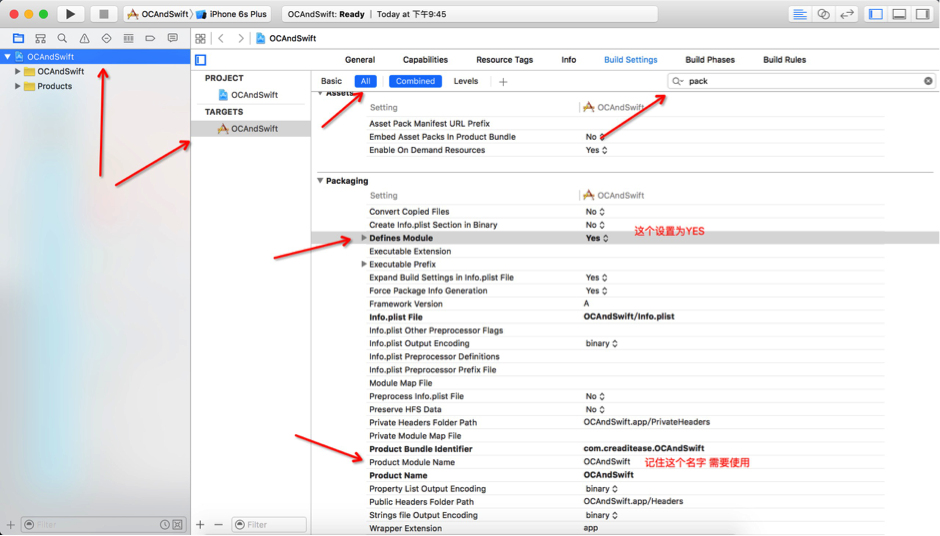 OCAndSwift
iPhone 6s Plus
OCAndSwift: Ready | Today at 下午9:45
OCAndSwift
OCAndSwift
OCAndSwift
Products
General
Capabilities
Resource Tags
Info
Build Settings
Build Phases
Build Rules
PROJECT
OCAndSwift
TARGETS
OCAndSwift
Basic
All
Combined
Levels
pack
Assets
Setting
OCAndSwift
Asset Pack Manifest URL Prefix
Embed Asset Packs In Product Bundle No
Enable On Demand Resources Yes
Packaging
Setting
OCAndSwift
Convert Copied Files No
Create Info.plist Section in Binary No
Defines Module Yes 这个设置为YES
Executable Extension
Executable Prefix
Expand Build Settings in Info.plist File Yes
Force Package Info Generation Yes
Framework Version A
Info.plist File OCAndSwift/Info.plist
Info.plist Other Preprocessor Flags
Info.plist Output Encoding binary
Info.plist Preprocessor Definitions
Info.plist Preprocessor Prefix File
Module Map File
Preprocess Info.plist File No
Preserve HFS Data No
Private Headers Folder Path OCAndSwift.app/PrivateHeaders
Private Module Map File
Product Bundle Identifier com.creaditease.OCAndSwift
Product Module Name OCAndSwift 记住这个名字 需要使用
Product Name OCAndSwift
Property List Output Encoding binary
Public Headers Folder Path OCAndSwift.app/Headers
Strings file Output Encoding binary
Wrapper Extension app
Filter
Filter